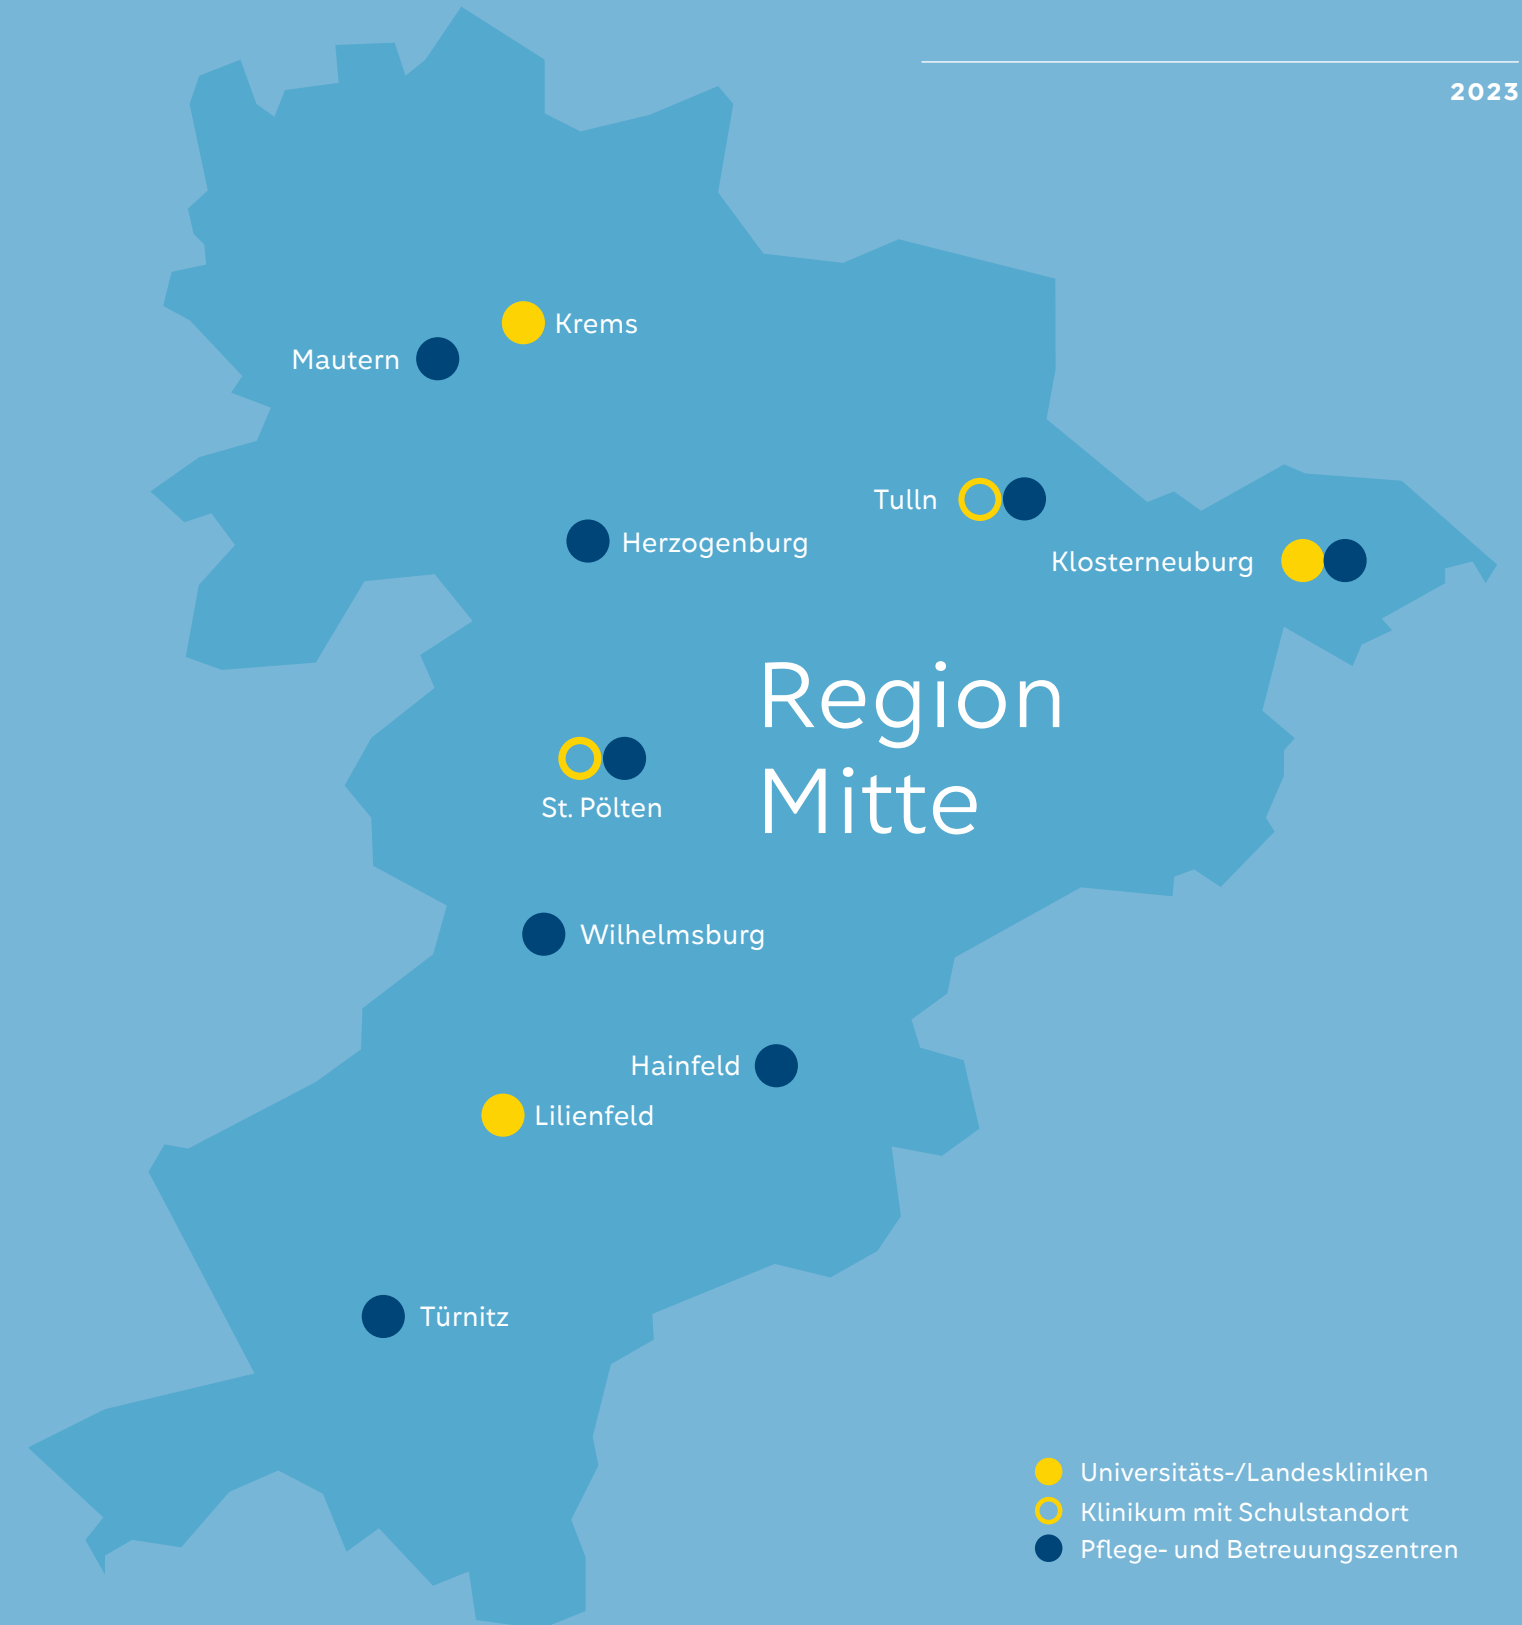 2023
Krems
Mautern
Tulln
Herzogenburg
Klosterneuburg
Region
Mitte
St. Pölten
Wilhelmsburg
Hainfeld
Lilienfeld
Türnitz
Universitäts-/Landeskliniken
Klinikum mit Schulstandort
Pflege- und Betreuungszentren